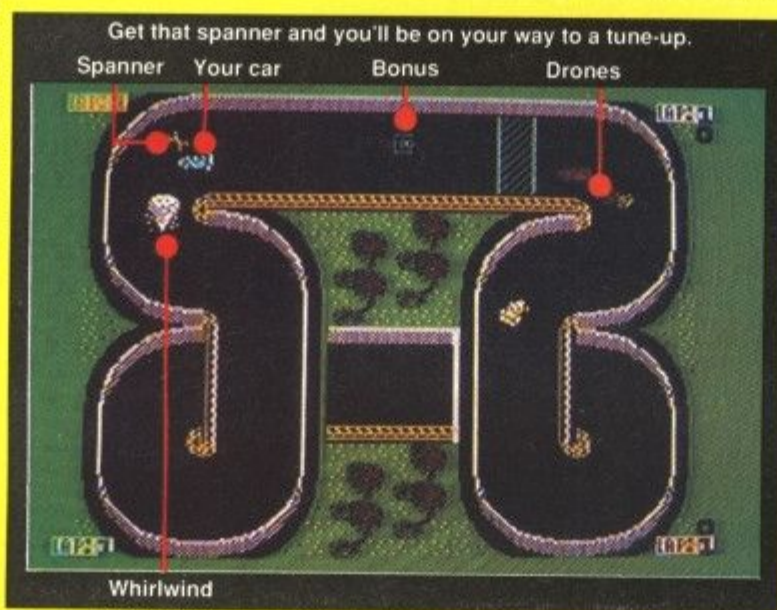 Get that spanner and you'll be on your way to a tune-up.
Spanner Your car Bonus Drones
Whirlwind